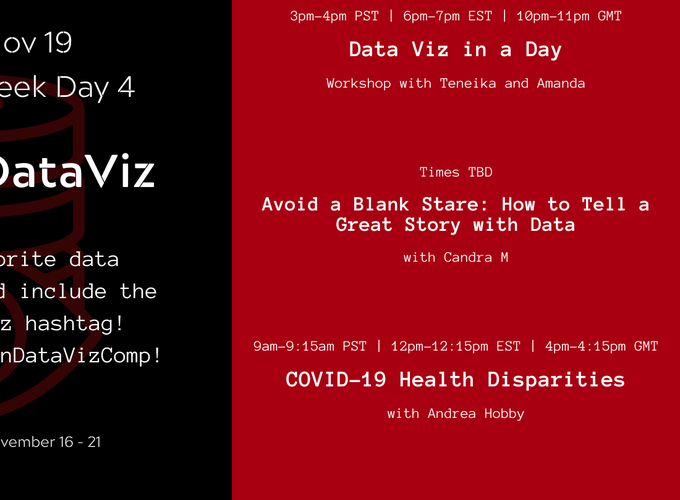 ov 19
eek Day 4
DataViz
orite data
d include the
z hashtag!
nDataVizComp!
vember 16 - 21
3pm-4pm PST | 6pm-7pm EST | 10pm-11pm GMT
Data Viz in a Day
Workshop with Teneika and Amanda
Times TBD
Avoid a Blank Stare: How to Tell a
Great Story with Data
with Candra M
9am-9:15am PST | 12pm-12:15pm EST | 4pm-4:15pm GMT
COVID-19 Health Disparities
with Andrea Hobby